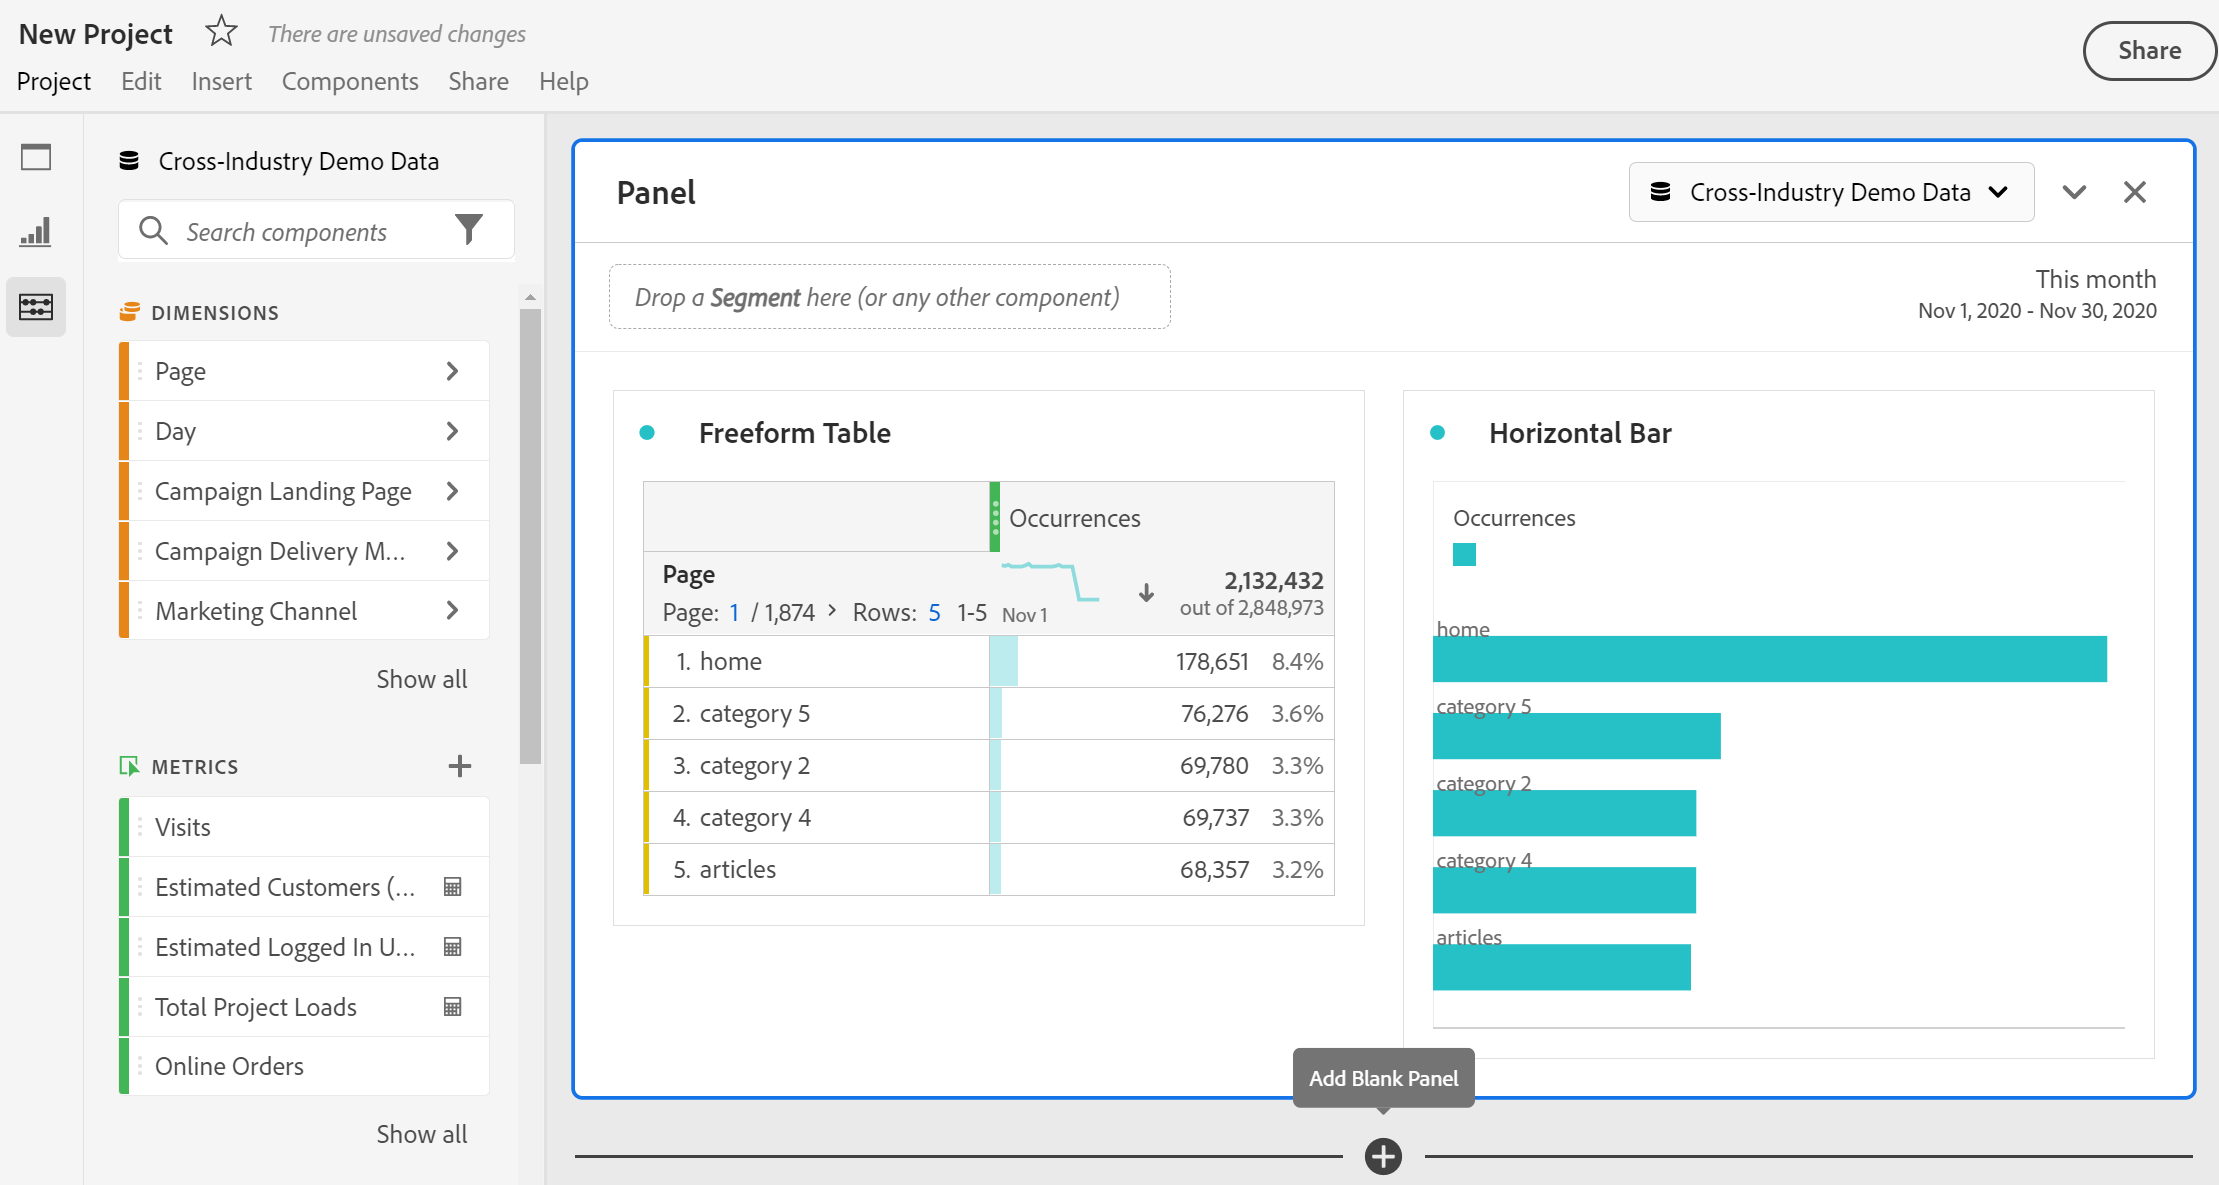 New Project
There are unsaved changes
Share
Project Edit Insert Components Share Help
Cross-Industry Demo Data
Search components
DIMENSIONS
Page
Day
Campaign Landing Page
Campaign Delivery M...
Marketing Channel
Show all
METRICS
Visits
Estimated Customers (...
Estimated Logged In U...
Total Project Loads
Online Orders
Show all
Panel
Cross-Industry Demo Data
Drop a Segment here (or any other component)
This month
Nov 1, 2020 - Nov 30, 2020
Freeform Table
Occurrences
Page
2,132,432
out of 2,848,973
Page: 1 / 1,874 > Rows: 5 1-5 Nov 1
1. home 178,651 8.4%
2. category 5 76,276 3.6%
3. category 2 69,780 3.3%
4. category 4 69,737 3.3%
5. articles 68,357 3.2%
Horizontal Bar
Occurrences
home
category 5
category 2
category 4
articles
Add Blank Panel